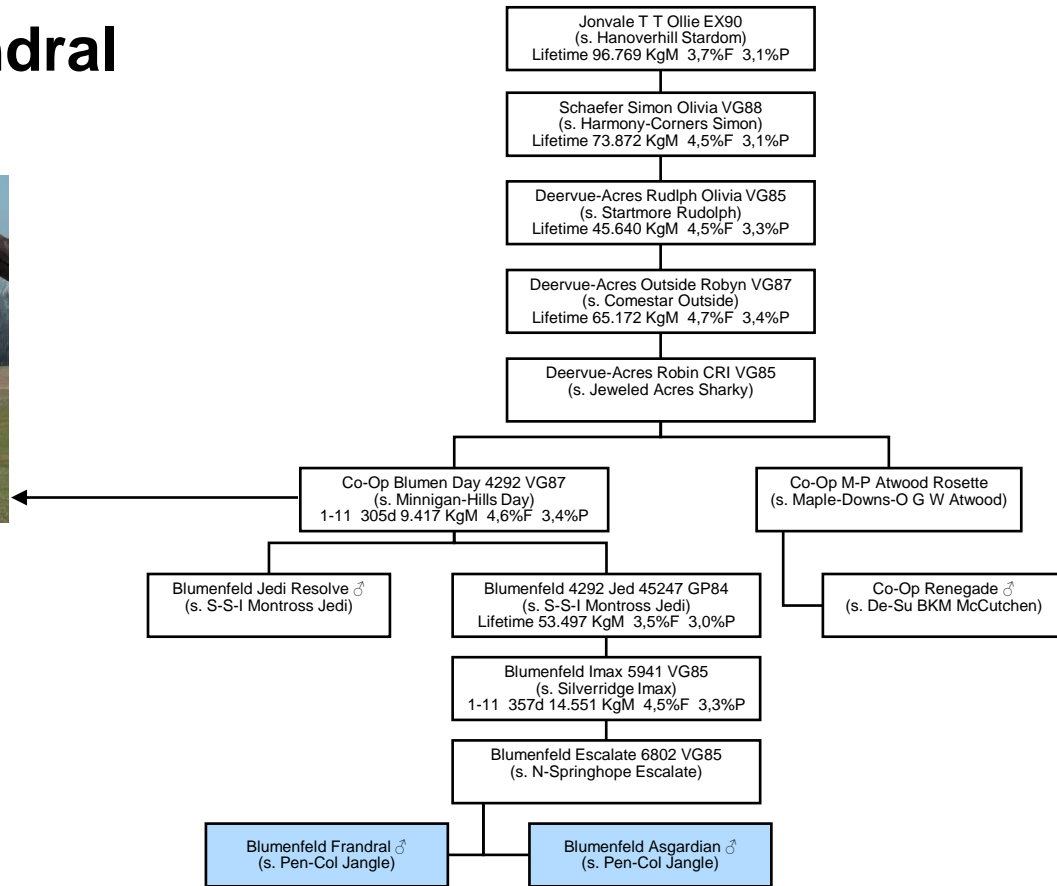 Jonvale T T Ollie EX90
(s. Hanoverhill Stardom)
Lifetime 96.769 KgM 3,7%F 3,1%P
Schaefer Simon Olivia VG88
(s. Harmony-Corners Simon)
Lifetime 73.872 KgM 4,5%F 3,1%P
Deervue-Acres Rudlph Olivia VG85
(s. Startmore Rudolph)
Lifetime 45.640 KgM 4,5%F 3,3%P
Deervue-Acres Outside Robyn VG87
(s. Comestar Outside)
Lifetime 65.172 KgM 4,7%F 3,4%P
Deervue-Acres Robin CRI VG85
(s. Jeweled Acres Sharky)
Co-Op Blumen Day 4292 VG87
(s. Minnigan-Hills Day)
1-11 305d 9.417 KgM 4,6%F 3,4%P
Co-Op M-P Atwood Rosette
(s. Maple-Downs-O G W Atwood)
Blumenfeld Jedi Resolve ♂
(s. S-S-I Montross Jedi)
Blumenfeld 4292 Jed 45247 GP84
(s. S-S-I Montross Jedi)
Lifetime 53.497 KgM 3,5%F 3,0%P
Co-Op Renegade ♂
(s. De-Su BKM McCutchen)
Blumenfeld Imax 5941 VG85
(s. Silverridge Imax)
1-11 357d 14.551 KgM 4,5%F 3,3%P
Blumenfeld Escalate 6802 VG85
(s. N-Springhope Escalate)
Blumenfeld Frandral ♂
(s. Pen-Col Jangle)
Blumenfeld Asgardian ♂
(s. Pen-Col Jangle)